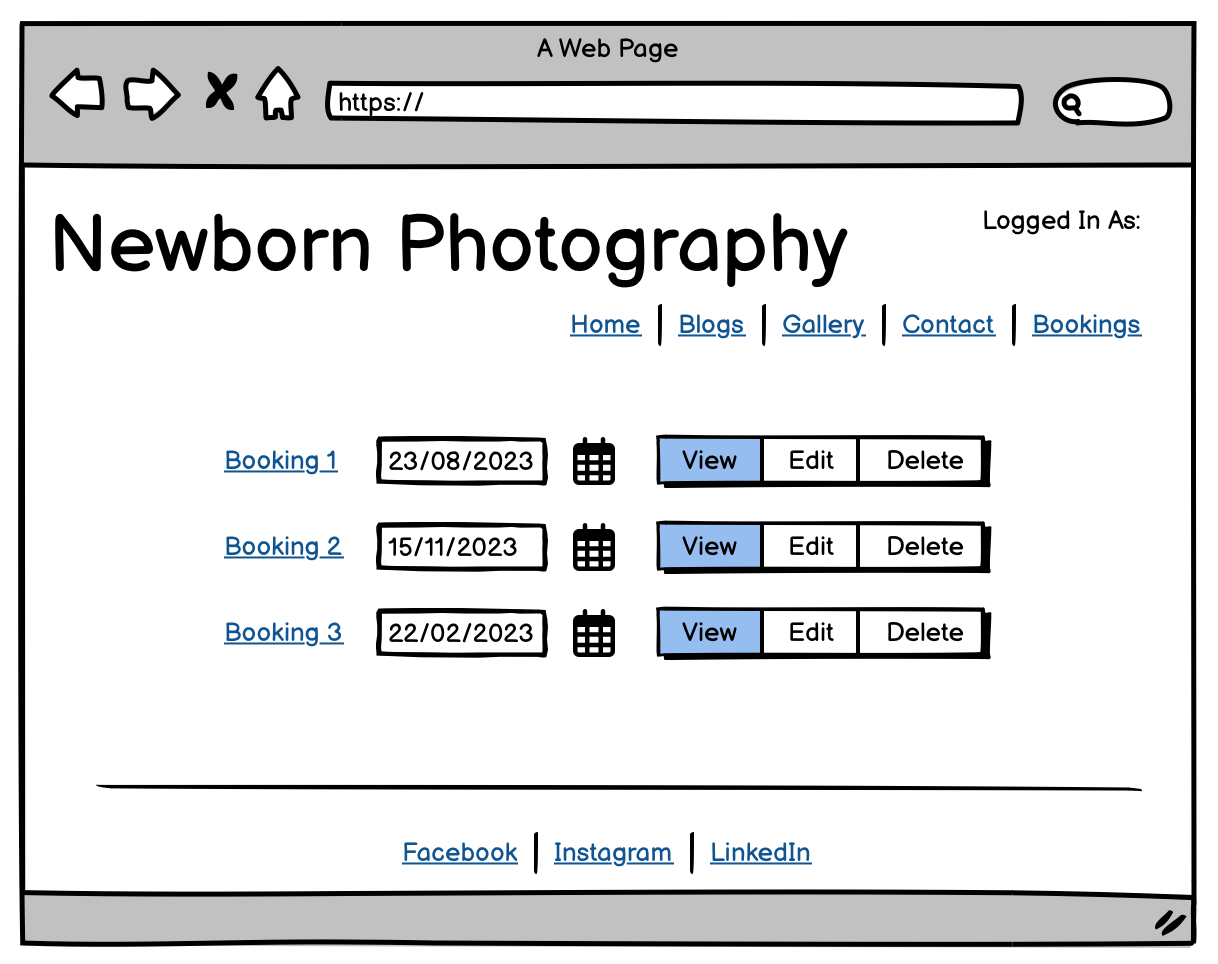 A Web Page
https://
Newborn Photography
Logged In As:
Home Blogs Gallery Contact Bookings
Booking 1 23/08/2023 View Edit Delete
Booking 2 15/11/2023 View Edit Delete
Booking 3 22/02/2023 View Edit Delete
Facebook Instagram LinkedIn